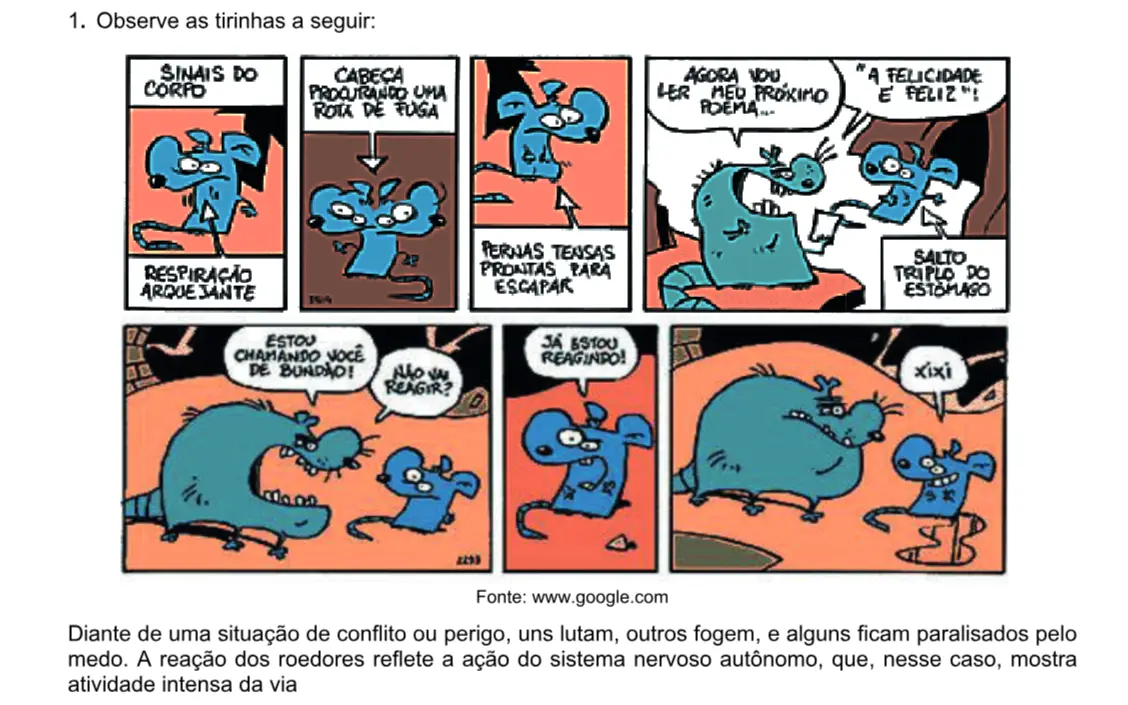 1. Observe as tirinhas a seguir:
SINAIS DO
CORPO
RESPIRAÇÃO
ARQUEJANTE
CABEÇA
PROCURANDO UMA
ROTA DE FUGA
PERNAS TENSAS
PRONTAS PARA
ESCAPAR
AGORA VOU
LER MEU PRÓXIMO
POEMA...
"A FELICIDADE
É FELIZ"!
SALTO
TRIPLO DO
ESTÔMAGO
ESTOU
CHAMANDO VOCÊ
DE BUNDÃO!
NÃO VAI
REAGIR?
2293
JÁ ESTOU
REAGINDO!
xixi
Fonte: www.google.com
Diante de uma situação de conflito ou perigo, uns lutam, outros fogem, e alguns ficam paralisados pelo
medo. A reação dos roedores reflete a ação do sistema nervoso autônomo, que, nesse caso, mostra
atividade intensa da via